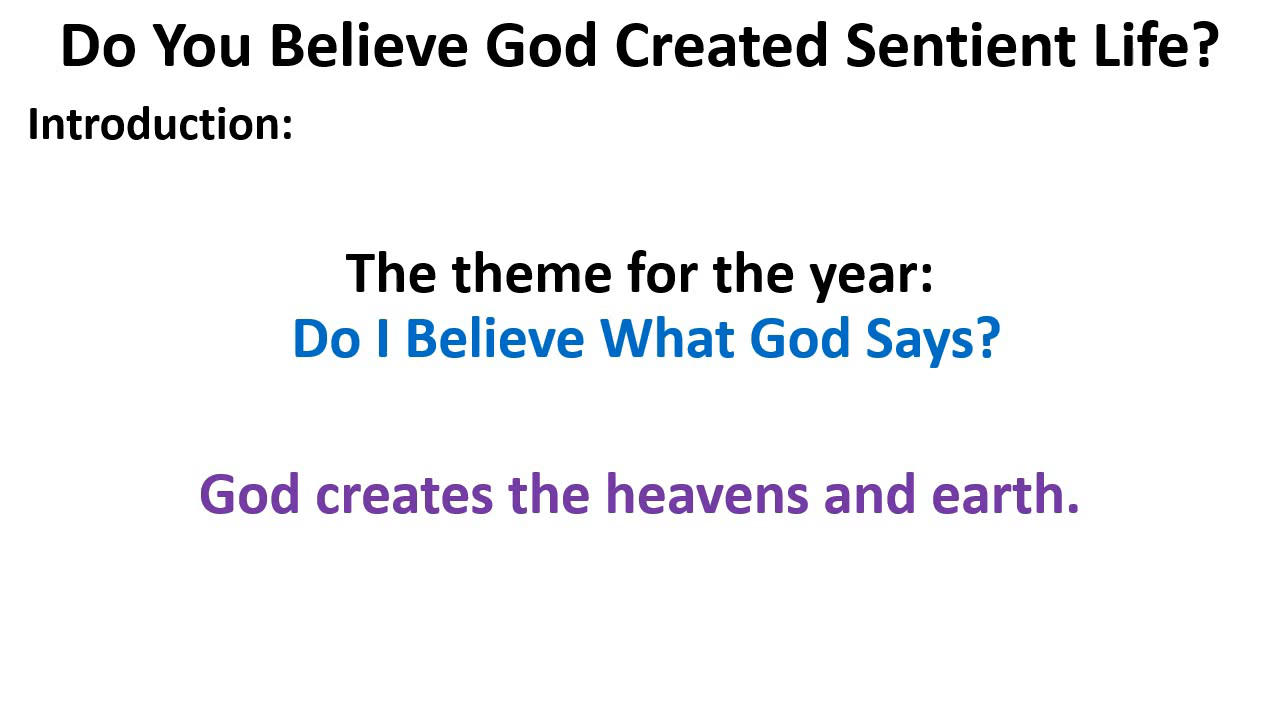 Do You Believe God Created Sentient Life?
Introduction:
The theme for the year:
Do I Believe What God Says?
God creates the heavens and earth.